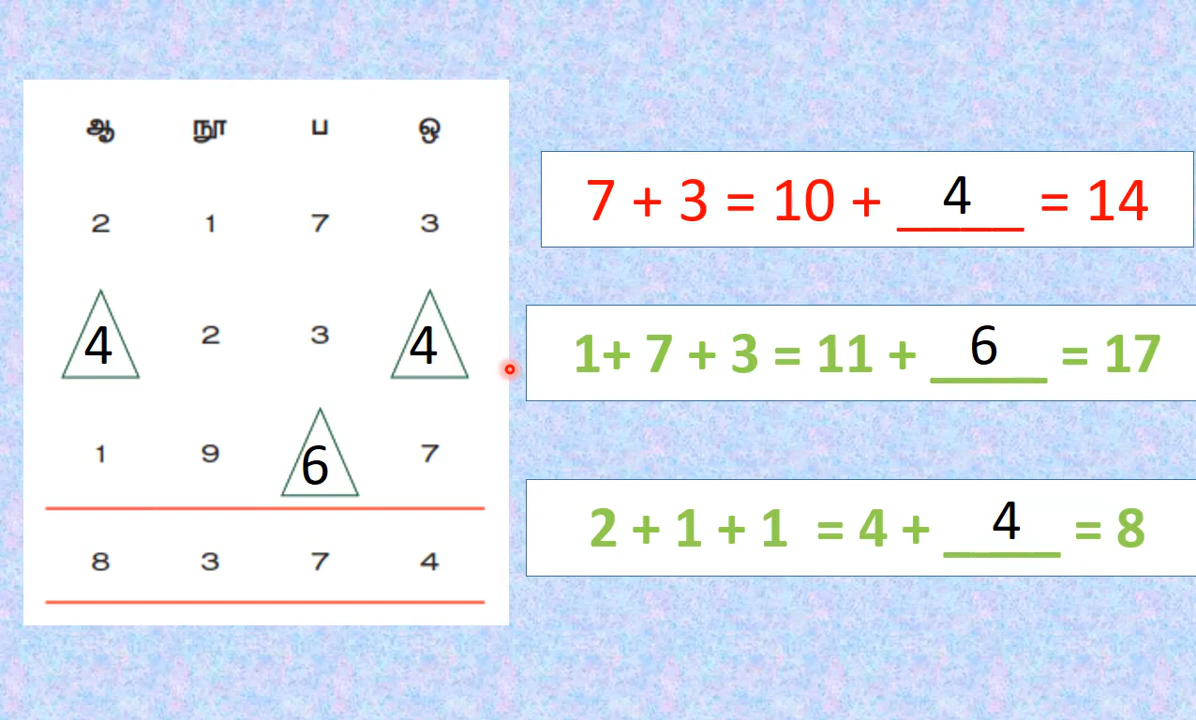 ஆ நூ ப ஒ
2 1 7 3
4 2 3 4
1 9 6 7
8 3 7 4
7 + 3 = 10 + 4 = 14
1+ 7 + 3 = 11 + 6 = 17
2 + 1 + 1 = 4 + 4 = 8